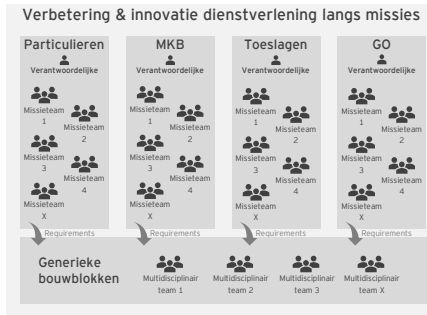 Verbetering & innovatie dienstverlening langs missies
Particulieren
Verantwoordelijke
Missieteam
1
Missieteam
2
Missieteam
3
Missieteam
4
Missieteam
X
MKB
Verantwoordelijke
Missieteam
1
Missieteam
2
Missieteam
3
Missieteam
4
Missieteam
X
Toeslagen
Verantwoordelijke
Missieteam
1
Missieteam
2
Missieteam
3
Missieteam
4
Missieteam
X
GO
Verantwoordelijke
Missieteam
1
Missieteam
2
Missieteam
3
Missieteam
4
Missieteam
X
Requirements
Requirements
Requirements
Requirements
Generieke
bouwblokken
Multidisciplinair
team 1
Multidisciplinair
team 2
Multidisciplinair
team 3
Multidisciplinair
team X